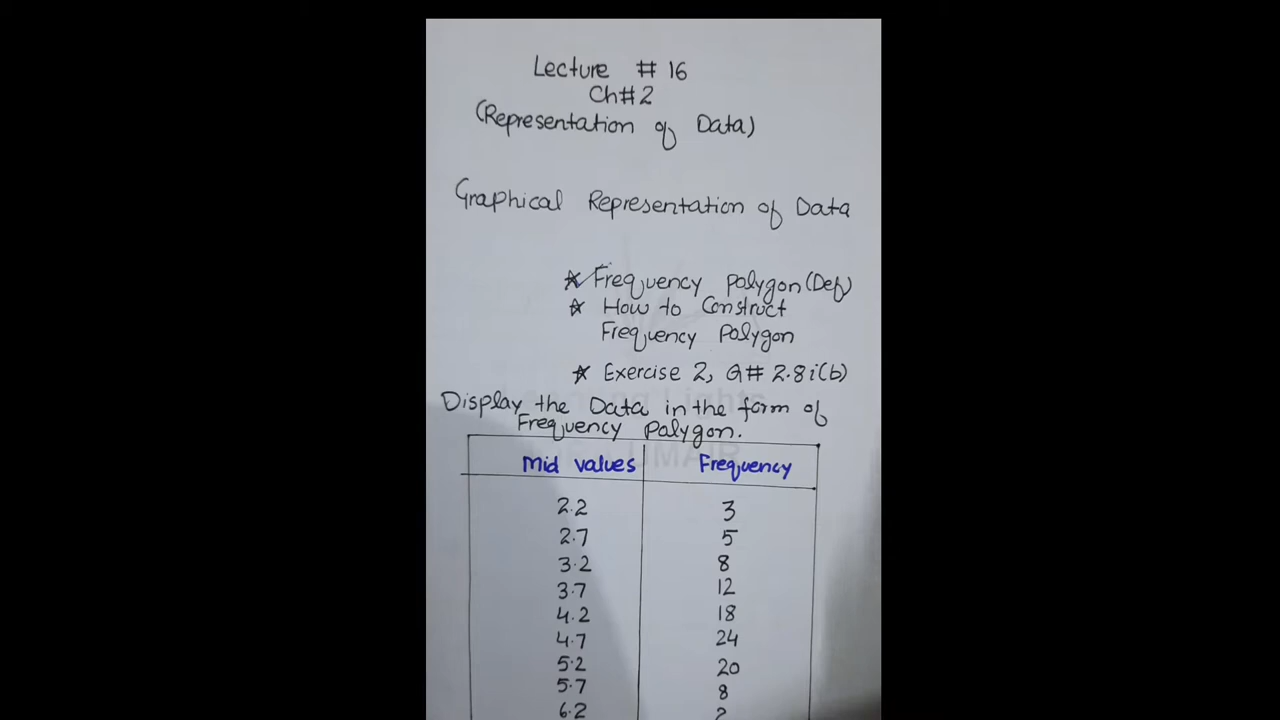 Lecture # 16
Ch#2
(Representation of Data)
Graphical Representation of Data
* Frequency polygon (Def)
* How to Construct
Frequency Polygon
* Exercise 2, Q# 2.8 i(b)
Display the Data in the form of
Frequency Polygon.
Mid values Frequency
2.2 3
2.7 5
3.2 8
3.7 12
4.2 18
4.7 24
5.2 20
5.7 8
6.2